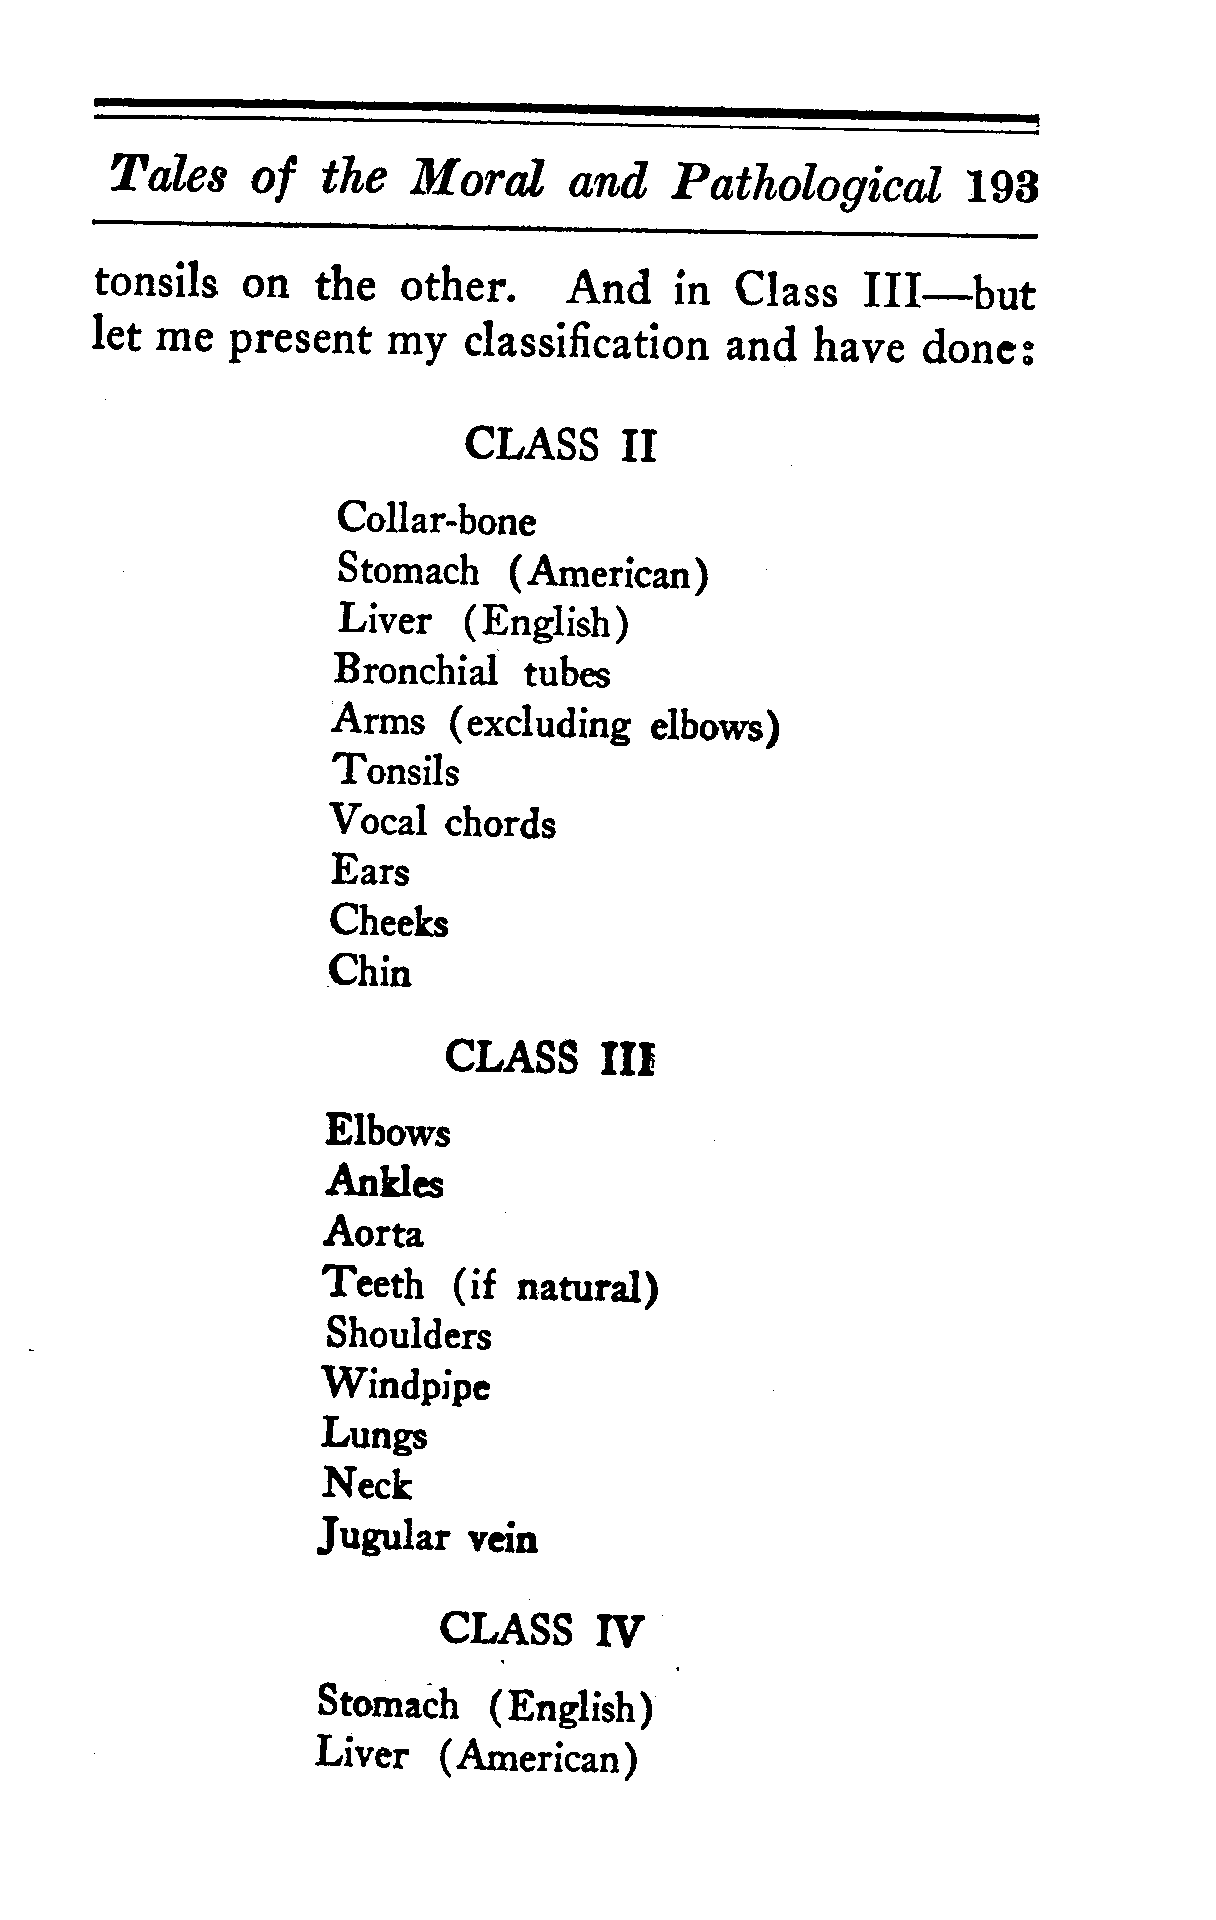 Tales of the Moral and Pathological 193
tonsils on the other. And in Class III—but
let me present my classification and have done:
CLASS II
Collar-bone
Stomach (American)
Liver (English)
Bronchial tubes
Arms (excluding elbows)
Tonsils
Vocal chords
Ears
Cheeks
Chin
CLASS III
Elbows
Ankles
Aorta
Teeth (if natural)
Shoulders
Windpipe
Lungs
Neck
Jugular vein
CLASS IV
Stomach (English)
Liver (American)